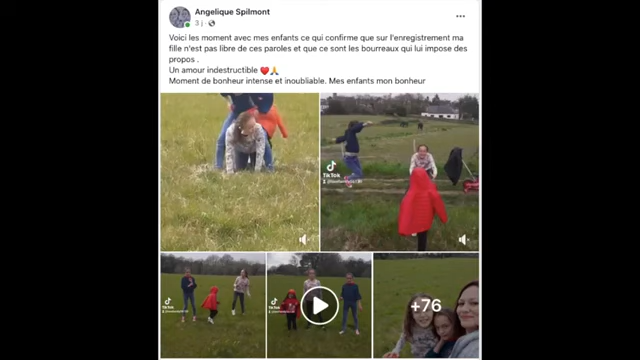 Angelique Spilmont
3 j
Voici les moment avec mes enfants ce qui confirme que sur l'enregistrement ma
fille n'est pas libre de ces paroles et que ce sont les bourreaux qui lui impose des
propos .
Un amour indestructible ❤️🙏
Moment de bonheur intense et inoubliable. Mes enfants mon bonheur
TikTok
TikTok
TikTok
+76